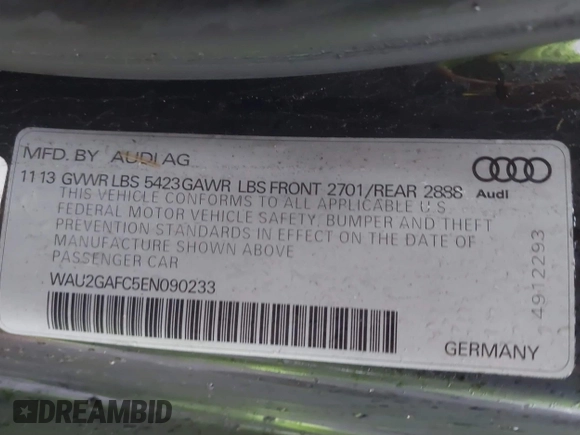 MFD. BY AUDI AG
11 13 GVWR LBS 5423 GAWR LBS FRONT 2701/REAR 2888
Audi
THIS VEHICLE CONFORMS TO ALL APPLICABLE U S
FEDERAL MOTOR VEHICLE SAFETY, BUMPER AND THEFT
PREVENTION STANDARDS IN EFFECT ON THE DATE OF
MANUFACTURE SHOWN ABOVE
PASSENGER CAR
WAU2GAFC5EN090233
4912293
GERMANY
DREAMBID